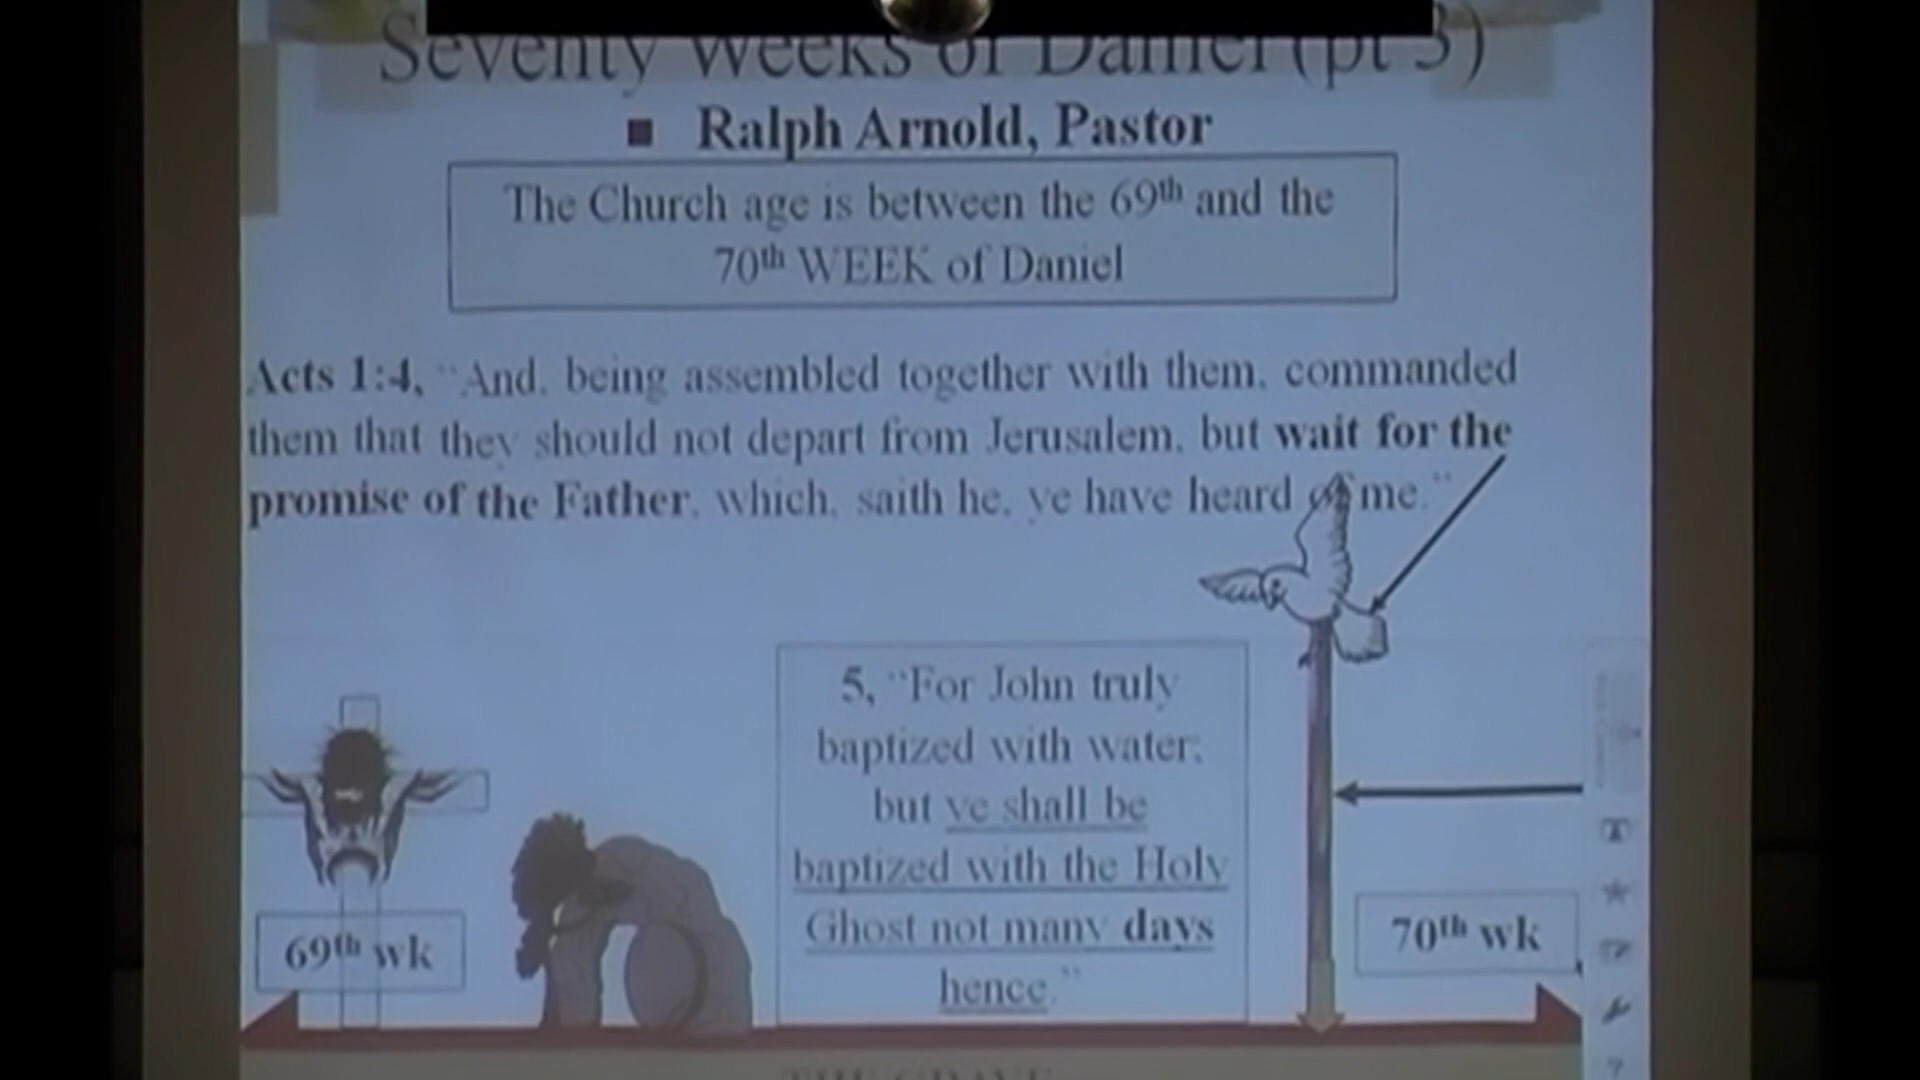 Seventy Weeks of Daniel (pt 3)
■ Ralph Arnold, Pastor
The Church age is between the 69th and the
70th WEEK of Daniel
Acts 1:4, "And, being assembled together with them, commanded
them that they should not depart from Jerusalem, but wait for the
promise of the Father, which, saith he, ye have heard of me."
5, "For John truly
baptized with water;
but ye shall be
baptized with the Holy
Ghost not many days
hence."
69th wk
70th wk
THE GRAVE